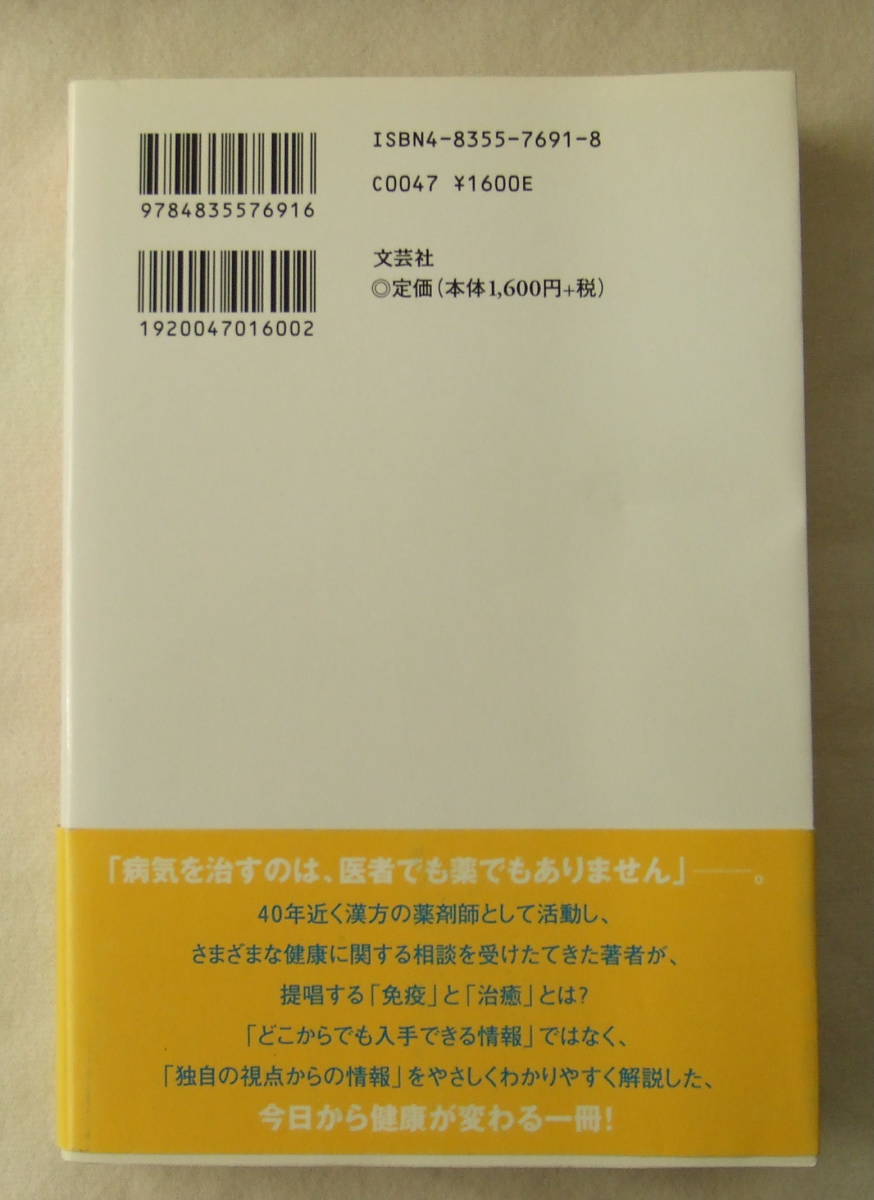 ISBN4-8355-7691-8
9784835576916
C0047 ¥1600E
文芸社
1920047016002
◎定価(本体1,600円+税)
「病気を治すのは、医者でも薬でもありません」──。
40年近く漢方の薬剤師として活動し、
さまざまな健康に関する相談を受けたてきた著者が、
提唱する「免疫」と「治癒」とは?
「どこからでも入手できる情報」ではなく、
「独自の視点からの情報」をやさしくわかりやすく解説した、
今日から健康が変わる一冊!